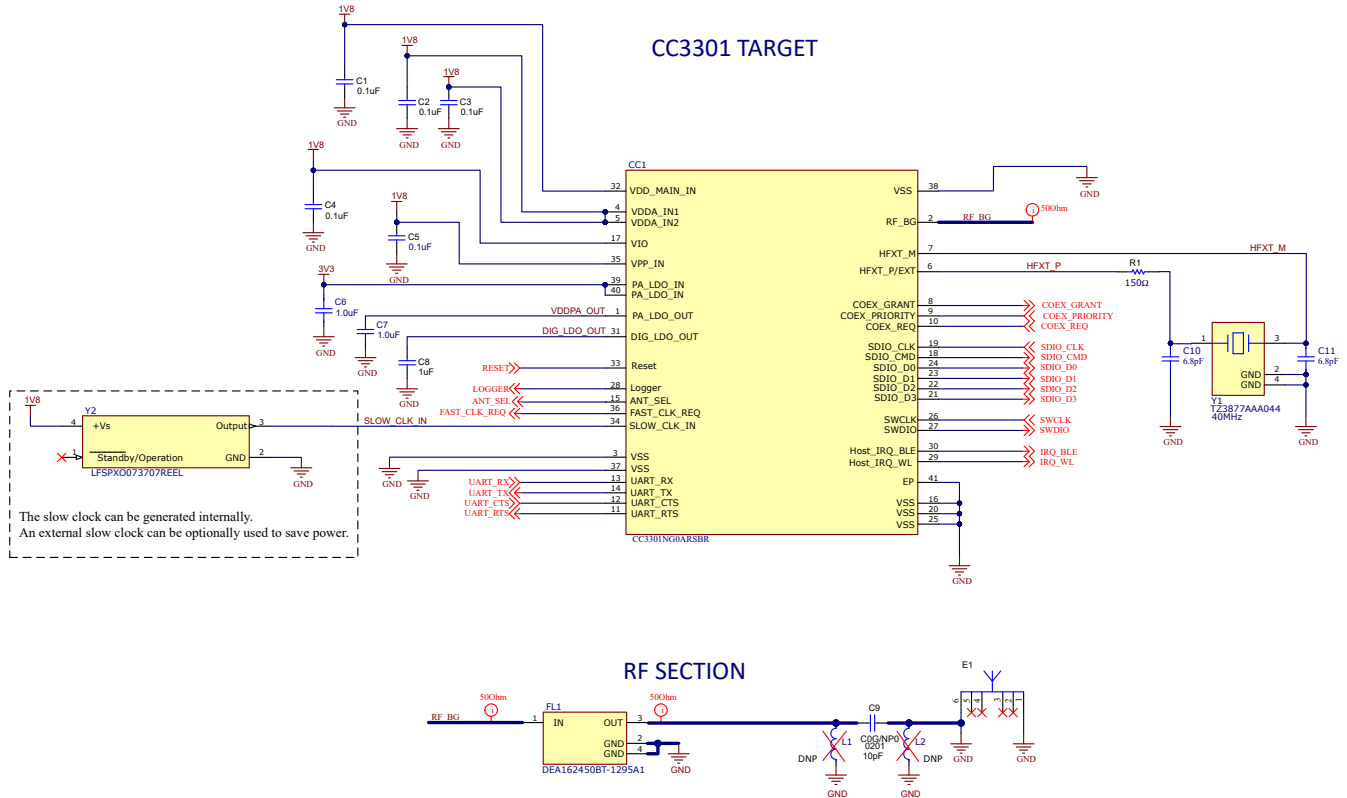 CC3301 TARGET
1V8
C1
0.1uF
GND
1V8
C2
0.1uF
GND
1V8
C3
0.1uF
GND
1V8
C4
0.1uF
GND
1V8
C5
0.1uF
GND
3V3
C6
1.0uF
GND
C7
1.0uF
GND
C8
1uF
GND
VDDPA_OUT
DIG_LDO_OUT
RESET
LOGGER
ANT_SEL
FAST_CLK_REQ
SLOW_CLK_IN
GND
GND
UART_RX
UART_TX
UART_CTS
UART_RTS
CC1
32 VDD_MAIN_IN
4 VDDA_IN1
5 VDDA_IN2
17 VIO
35 VPP_IN
39 PA_LDO_IN
40 PA_LDO_IN
1 PA_LDO_OUT
31 DIG_LDO_OUT
33 Reset
28 Logger
15 ANT_SEL
36 FAST_CLK_REQ
34 SLOW_CLK_IN
3 VSS
37 VSS
13 UART_RX
14 UART_TX
12 UART_CTS
11 UART_RTS
VSS 38
RF_BG 2
HFXT_M 7
HFXT_P/EXT 6
COEX_GRANT 8
COEX_PRIORITY 9
COEX_REQ 10
SDIO_CLK 19
SDIO_CMD 18
SDIO_D0 24
SDIO_D1 23
SDIO_D2 22
SDIO_D3 21
SWCLK 26
SWDIO 27
Host_IRQ_BLE 30
Host_IRQ_WL 29
EP 41
VSS 16
VSS 20
VSS 25
CC3301NG0ARSBR
GND
RF_BG
i
50Ohm
HFXT_M
HFXT_P
R1
150Ω
COEX_GRANT
COEX_PRIORITY
COEX_REQ
SDIO_CLK
SDIO_CMD
SDIO_D0
SDIO_D1
SDIO_D2
SDIO_D3
SWCLK
SWDIO
IRQ_BLE
IRQ_WL
GND
C10
6.8pF
GND
1
3
GND 2
GND 4
Y1
TZ3877AAA044
40MHz
C11
6.8pF
GND
1V8
Y2
4 +Vs
Output 3
1 Standby/Operation
GND 2
LFSPXO073707REEL
GND
The slow clock can be generated internally.
An external slow clock can be optionally used to save power.
RF SECTION
RF_BG
50Ohm
i
FL1
1 IN
OUT 3
GND 2
GND 4
DEA162450BT-1295A1
GND
50Ohm
i
L1
DNP
GND
C9
C0G/NP0
0201
10pF
L2
DNP
GND
E1
6 5 4 3 2 1
GND
GND